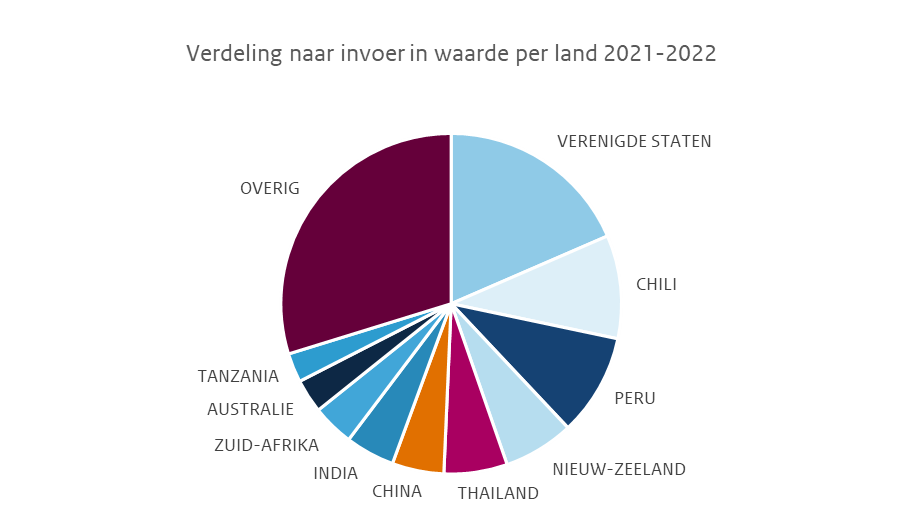 Verdeling naar invoer in waarde per land 2021-2022
VERENIGDE STATEN
OVERIG
CHILI
TANZANIA
PERU
AUSTRALIE
ZUID-AFRIKA
NIEUW-ZEELAND
INDIA
CHINA
THAILAND